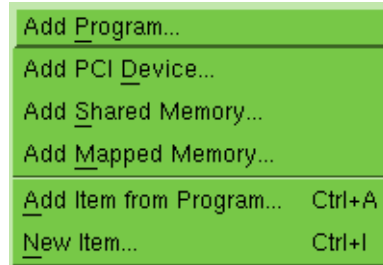 Add Program...
Add PCI Device...
Add Shared Memory...
Add Mapped Memory...
Add Item from Program... Ctrl+A
New Item... Ctrl+I